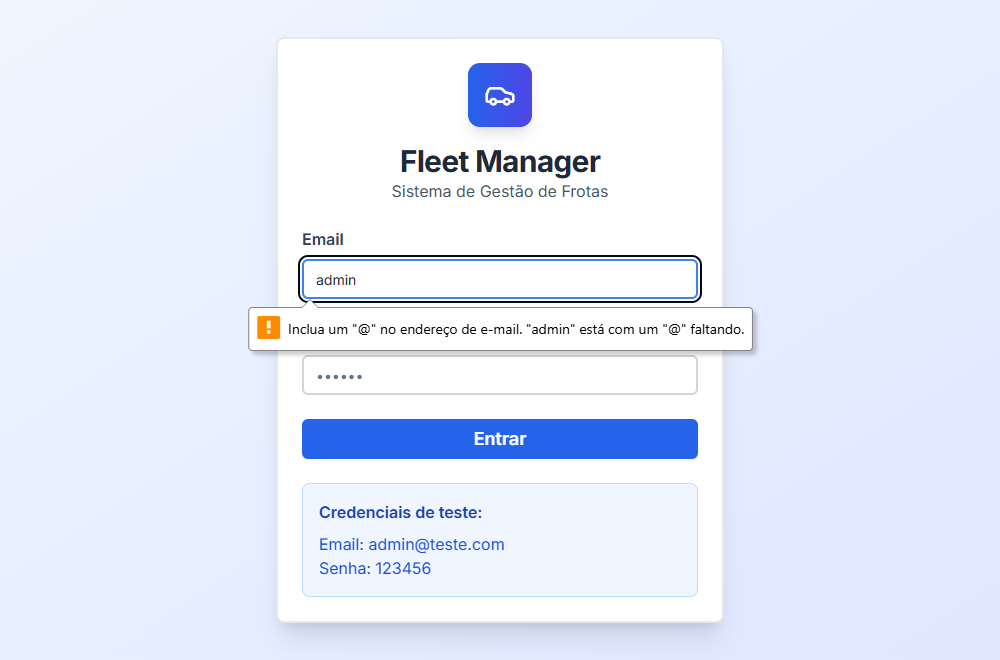 Fleet Manager
Sistema de Gestão de Frotas
Email
admin
Inclua um "@" no endereço de e-mail. "admin" está com um "@" faltando.
••••••
Entrar
Credenciais de teste:
Email: admin@teste.com
Senha: 123456